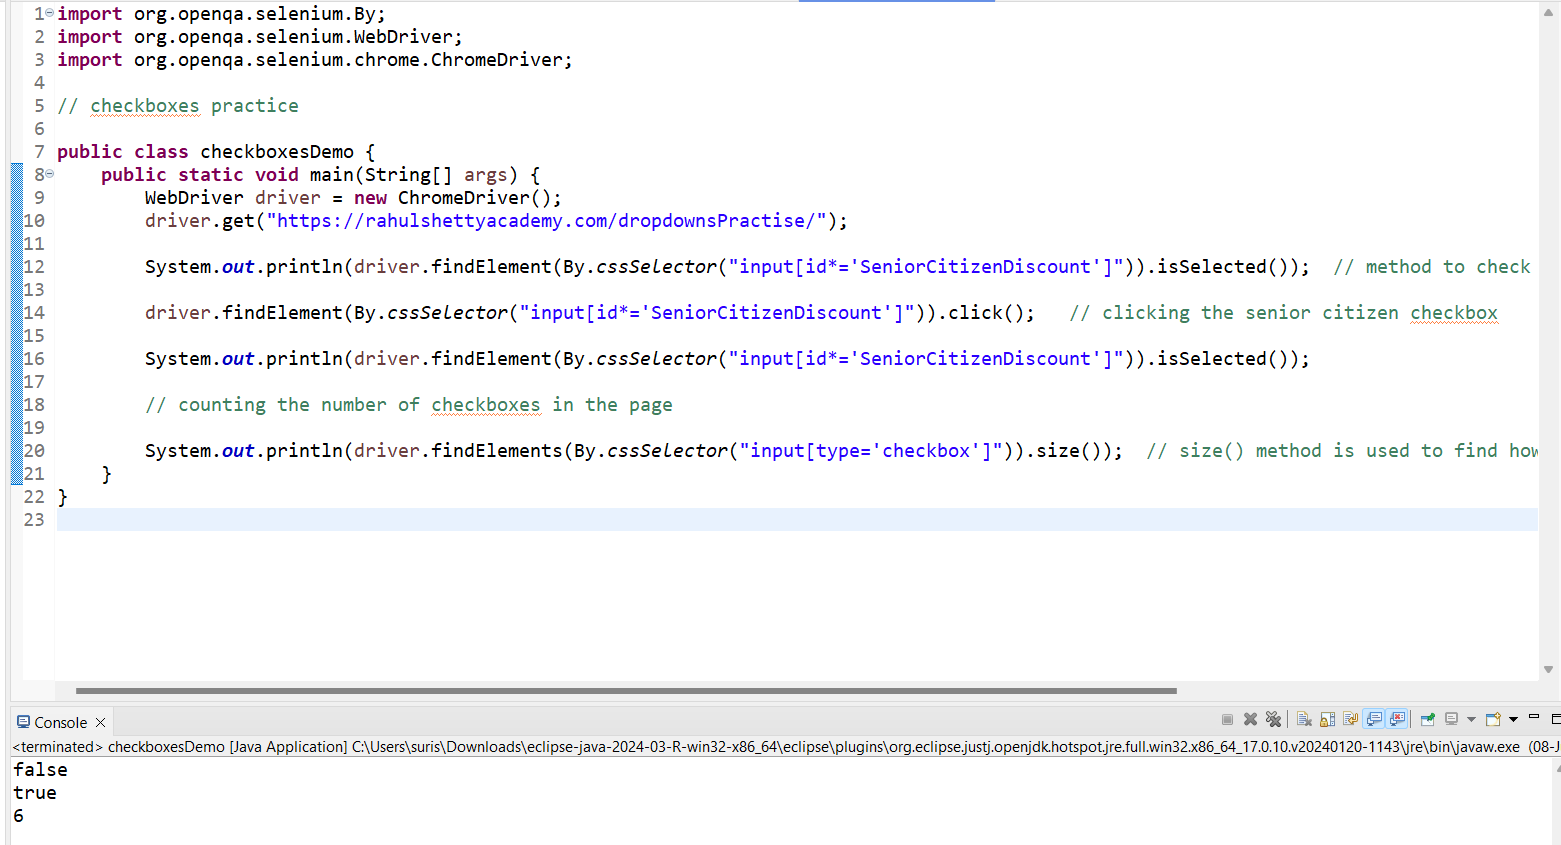 1 import org.openqa.selenium.By;
2 import org.openqa.selenium.WebDriver;
3 import org.openqa.selenium.chrome.ChromeDriver;
4
5 // checkboxes practice
6
7 public class checkboxesDemo {
8     public static void main(String[] args) {
9         WebDriver driver = new ChromeDriver();
10         driver.get("https://rahulshettyacademy.com/dropdownsPractise/");
11
12         System.out.println(driver.findElement(By.cssSelector("input[id*='SeniorCitizenDiscount']")).isSelected());  // method to check
13
14         driver.findElement(By.cssSelector("input[id*='SeniorCitizenDiscount']")).click();   // clicking the senior citizen checkbox
15
16         System.out.println(driver.findElement(By.cssSelector("input[id*='SeniorCitizenDiscount']")).isSelected());
17
18         // counting the number of checkboxes in the page
19
20         System.out.println(driver.findElements(By.cssSelector("input[type='checkbox']")).size());  // size() method is used to find how
21     }
22 }
23
Console
<terminated> checkboxesDemo [Java Application] C:\Users\suris\Downloads\eclipse-java-2024-03-R-win32-x86_64\eclipse\plugins\org.eclipse.justj.openjdk.hotspot.jre.full.win32.x86_64_17.0.10.v20240120-1143\jre\bin\javaw.exe (08-J
false
true
6